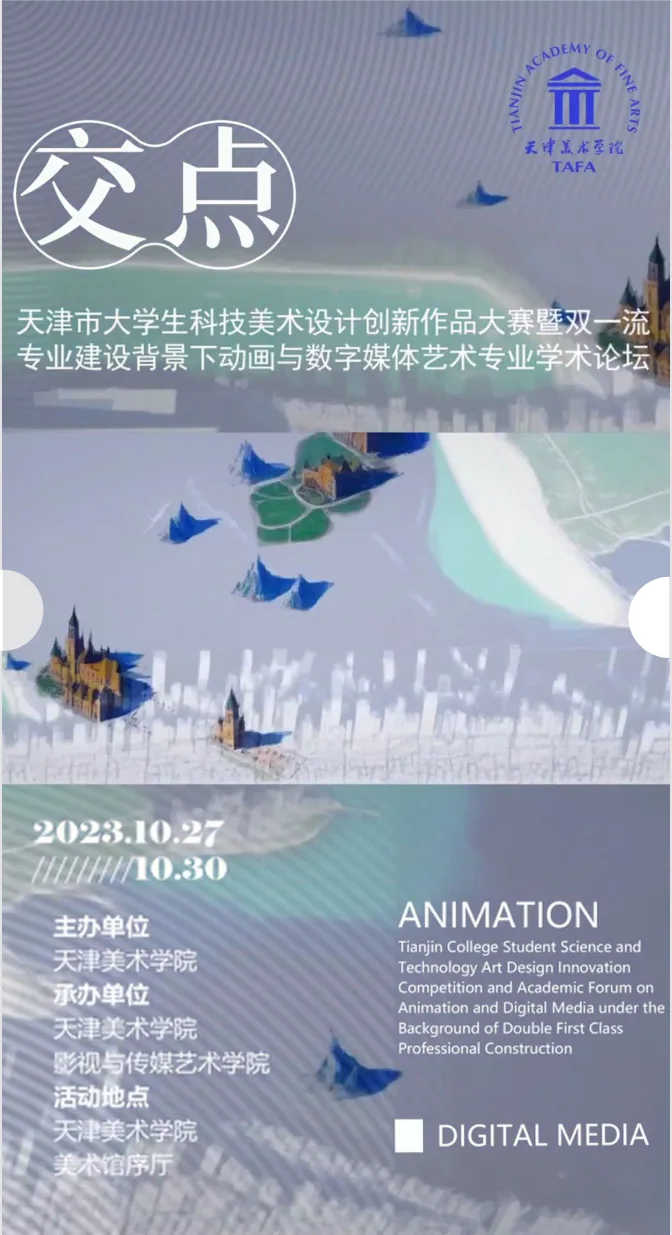 TIANJIN ACADEMY OF FINE ARTS
天津美术学院
TAFA
交点
天津市大学生科技美术设计创新作品大赛暨双一流
专业建设背景下动画与数字媒体艺术专业学术论坛
2023.10.27
/////////10.30
主办单位
天津美术学院
承办单位
天津美术学院
影视与传媒艺术学院
活动地点
天津美术学院
美术馆序厅
ANIMATION
Tianjin College Student Science and
Technology Art Design Innovation
Competition and Academic Forum on
Animation and Digital Media under the
Background of Double First Class
Professional Construction
DIGITAL MEDIA